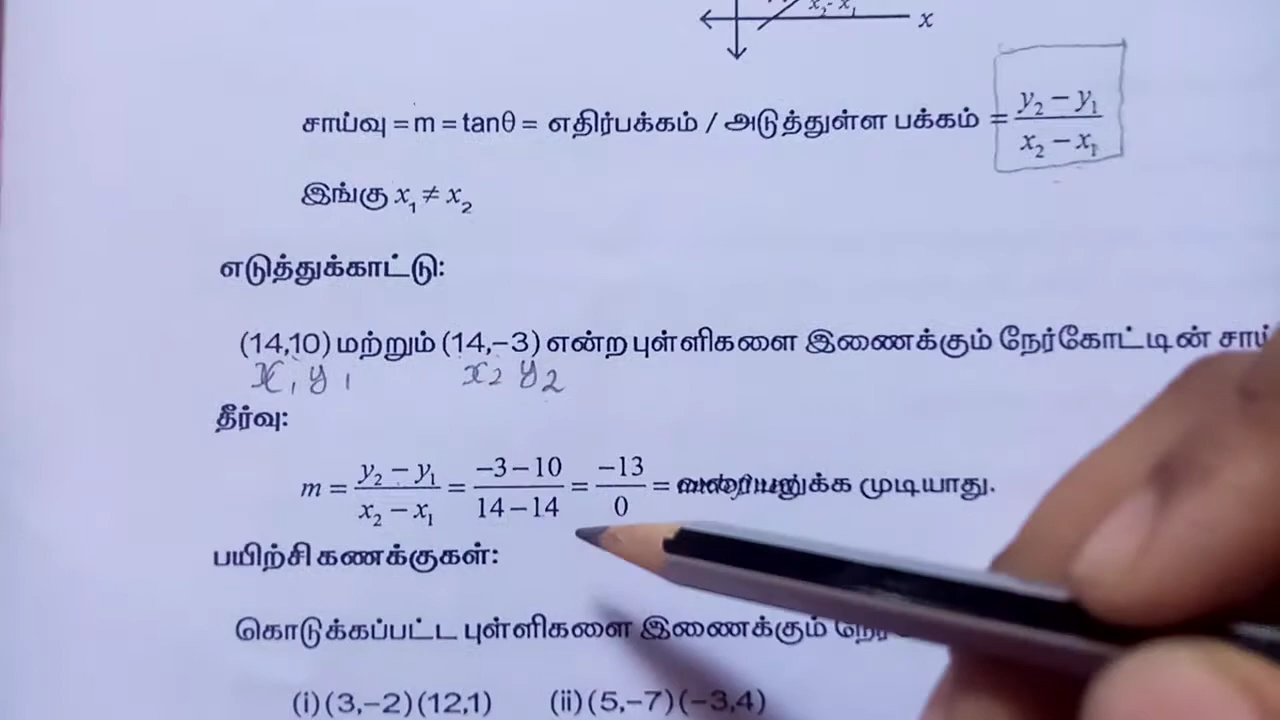 x₂- x₁
x
சாய்வு = m = tanθ = எதிர்பக்கம் / அடுத்துள்ள பக்கம் = (y₂ − y₁)/(x₂ − x₁)
இங்கு x₁ ≠ x₂
எடுத்துக்காட்டு:
(14,10) மற்றும் (14,−3) என்ற புள்ளிகளை இணைக்கும் நேர்கோட்டின்
x₁ y₁ x₂ y₂
தீர்வு:
m = (y₂ − y₁)/(x₂ − x₁) = (−3 − 10)/(14 − 14) = −13/0 = முடியாது.
பயிற்சி கணக்குகள்:
கொடுக்கப்பட்ட புள்ளிகளை இணைக்கும்
(i) (3,−2) (12,1) (ii) (5,−7) (−3,4)